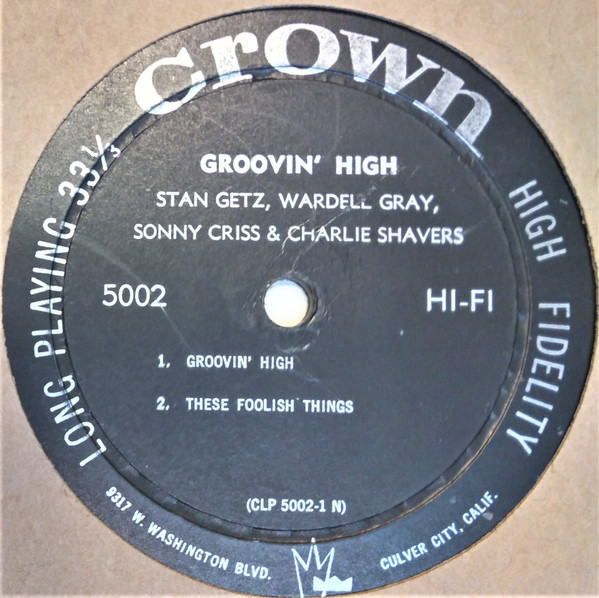 crown
LONG PLAYING 33⅓
HIGH FIDELITY
GROOVIN' HIGH
STAN GETZ, WARDELL GRAY,
SONNY CRISS & CHARLIE SHAVERS
5002
HI-FI
1. GROOVIN' HIGH
2. THESE FOOLISH THINGS
(CLP 5002-1 N)
9317 W. WASHINGTON BLVD.
CULVER CITY, CALIF.